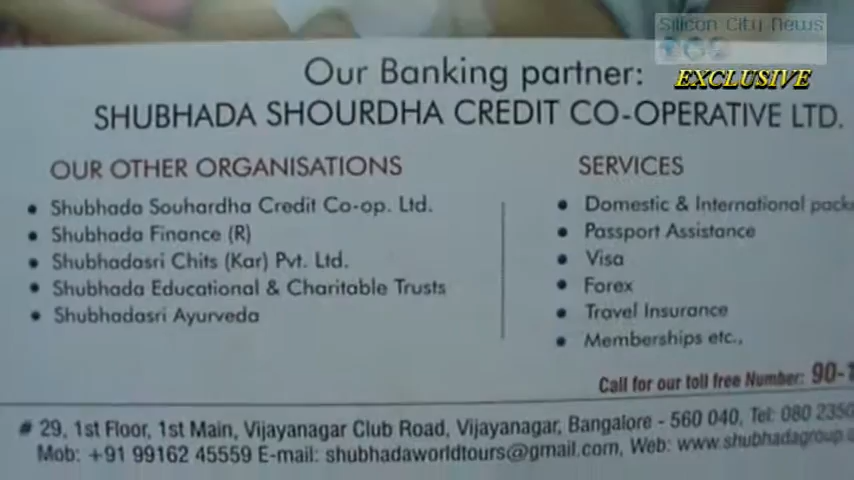 Silicon City News
EXCLUSIVE
Our Banking partner:
SHUBHADA SHOURDHA CREDIT CO-OPERATIVE LTD.
OUR OTHER ORGANISATIONS
• Shubhada Souhardha Credit Co-op. Ltd.
• Shubhada Finance (R)
• Shubhadasri Chits (Kar) Pvt. Ltd.
• Shubhada Educational & Charitable Trusts
• Shubhadasri Ayurveda
SERVICES
• Domestic & International
• Passport Assistance
• Visa
• Forex
• Travel Insurance
• Memberships etc.,
Call for our toll free Number: 90-
# 29, 1st Floor, 1st Main, Vijayanagar Club Road, Vijayanagar, Bangalore - 560 040, Tel: 080 2350
Mob: +91 99162 45559 E-mail: shubhadaworldtours@gmail.com, Web: www.shubhadagroup.